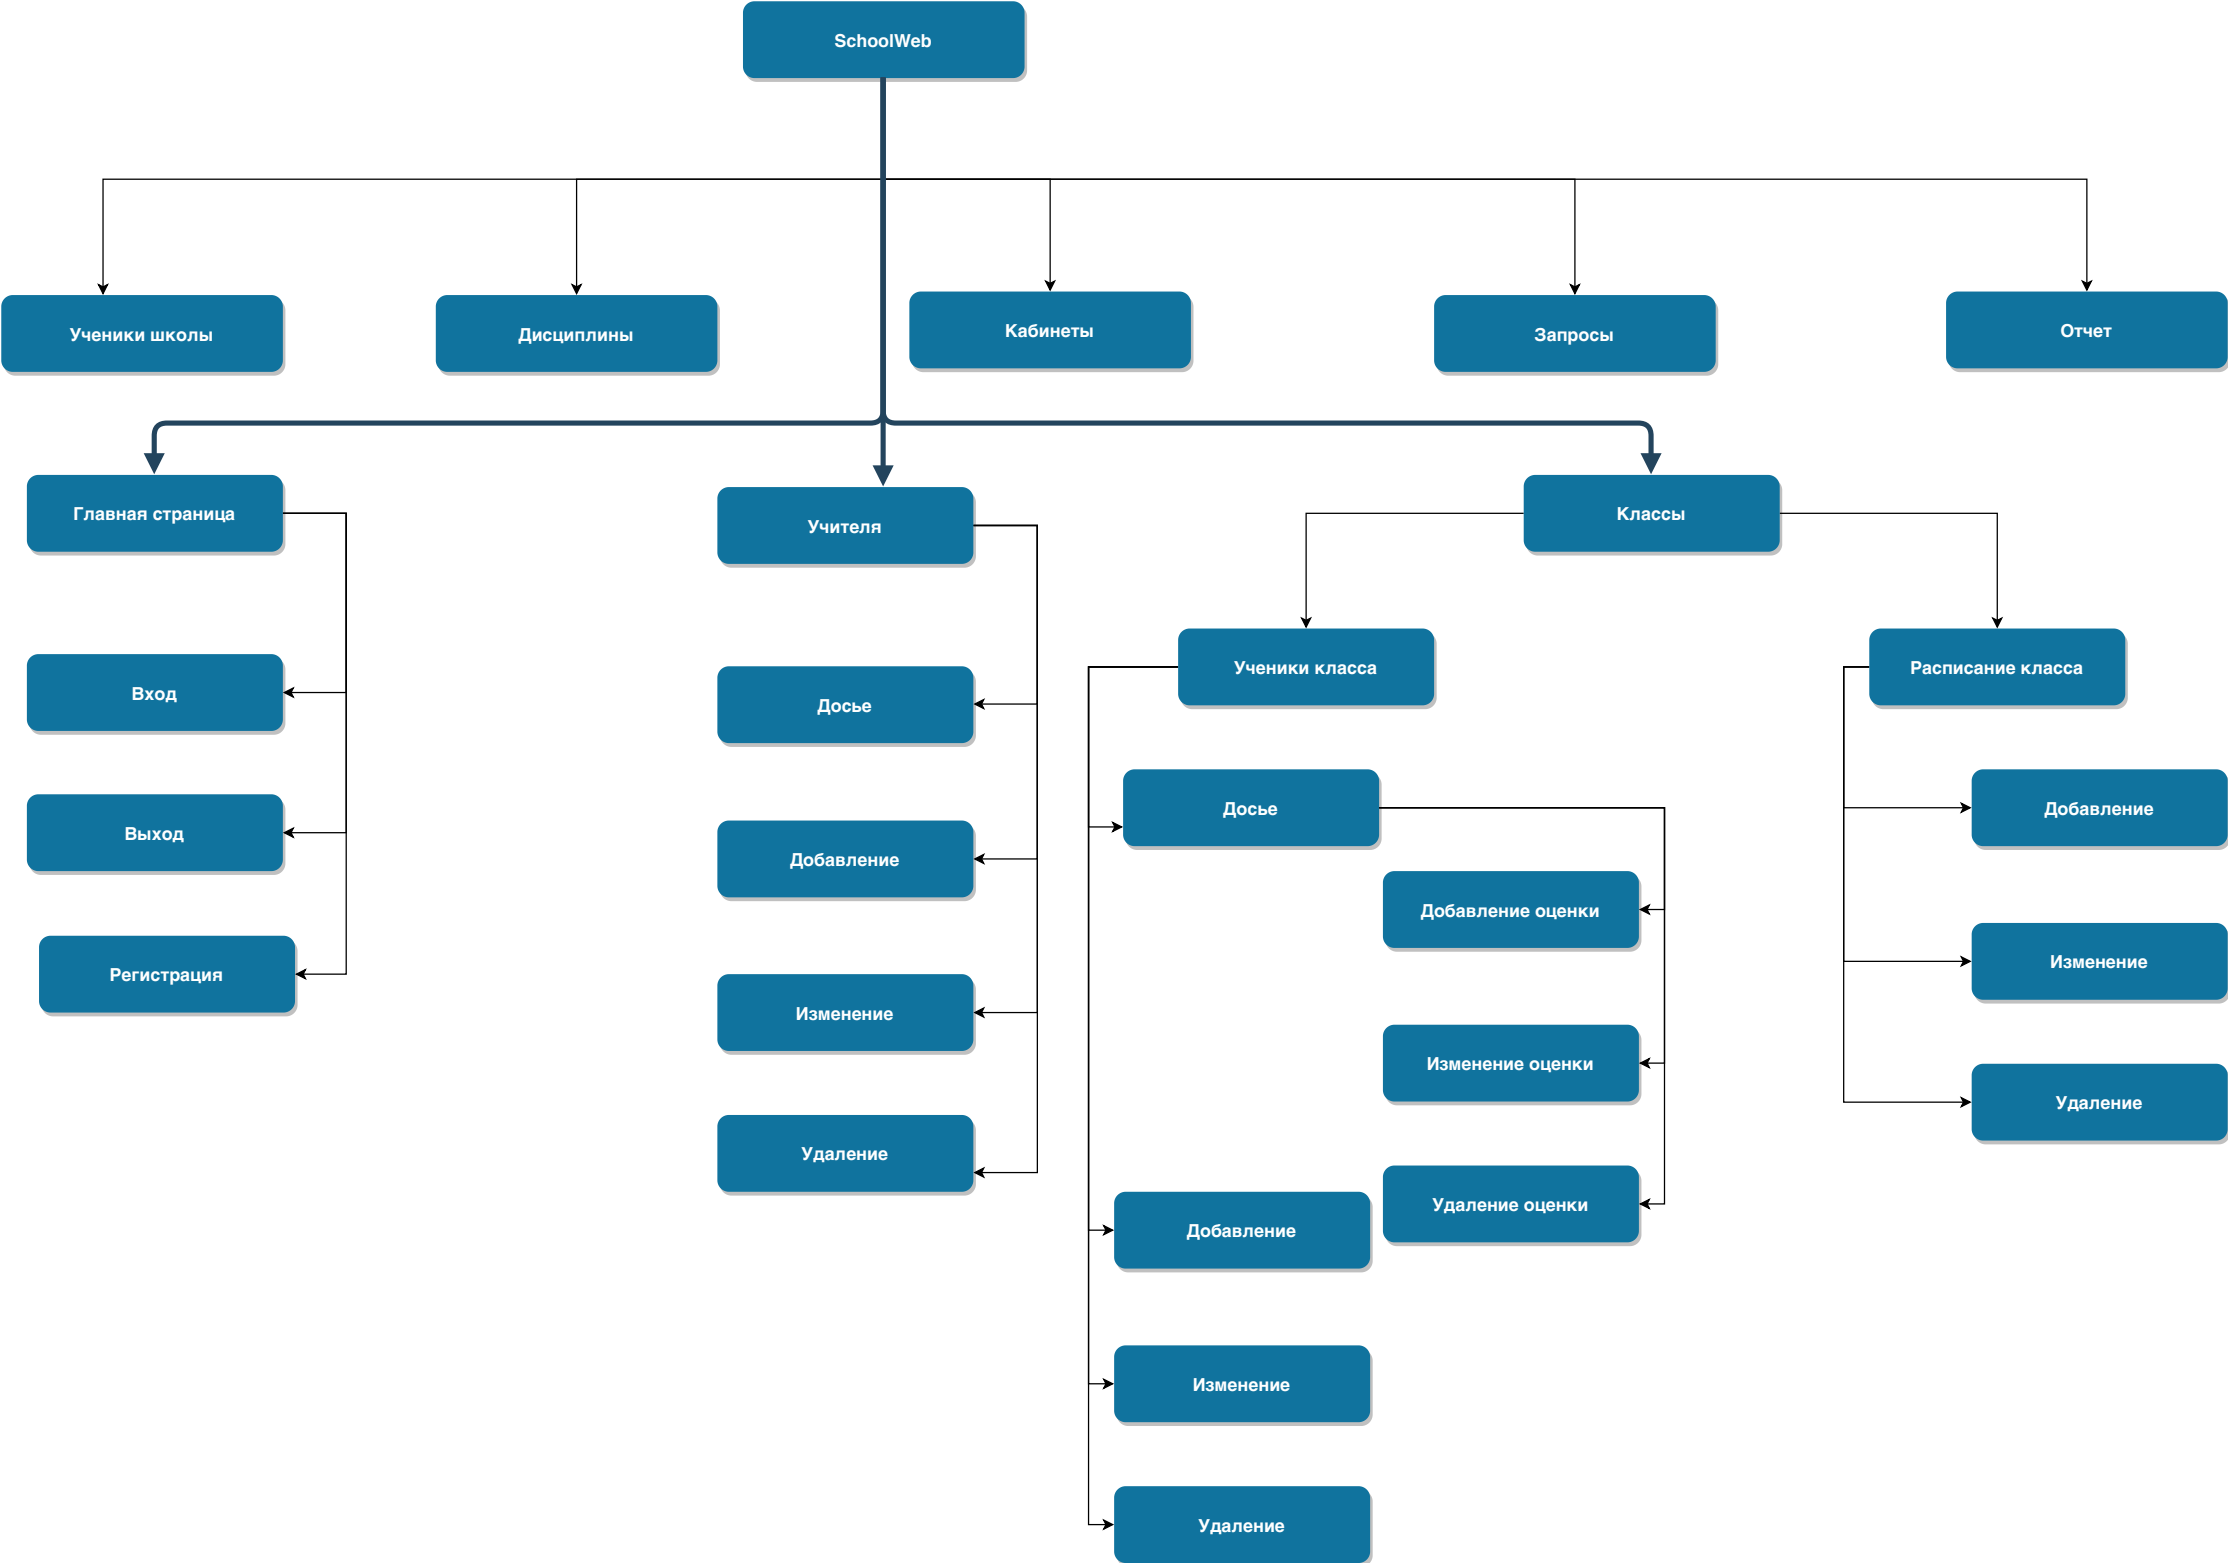 SchoolWeb
Ученики школы
Дисциплины
Кабинеты
Запросы
Отчет
Главная страница
Учителя
Классы
Вход
Досье
Ученики класса
Расписание класса
Выход
Добавление
Досье
Добавление
Добавление оценки
Регистрация
Изменение
Изменение оценки
Изменение
Удаление
Удаление оценки
Удаление
Добавление
Изменение
Удаление